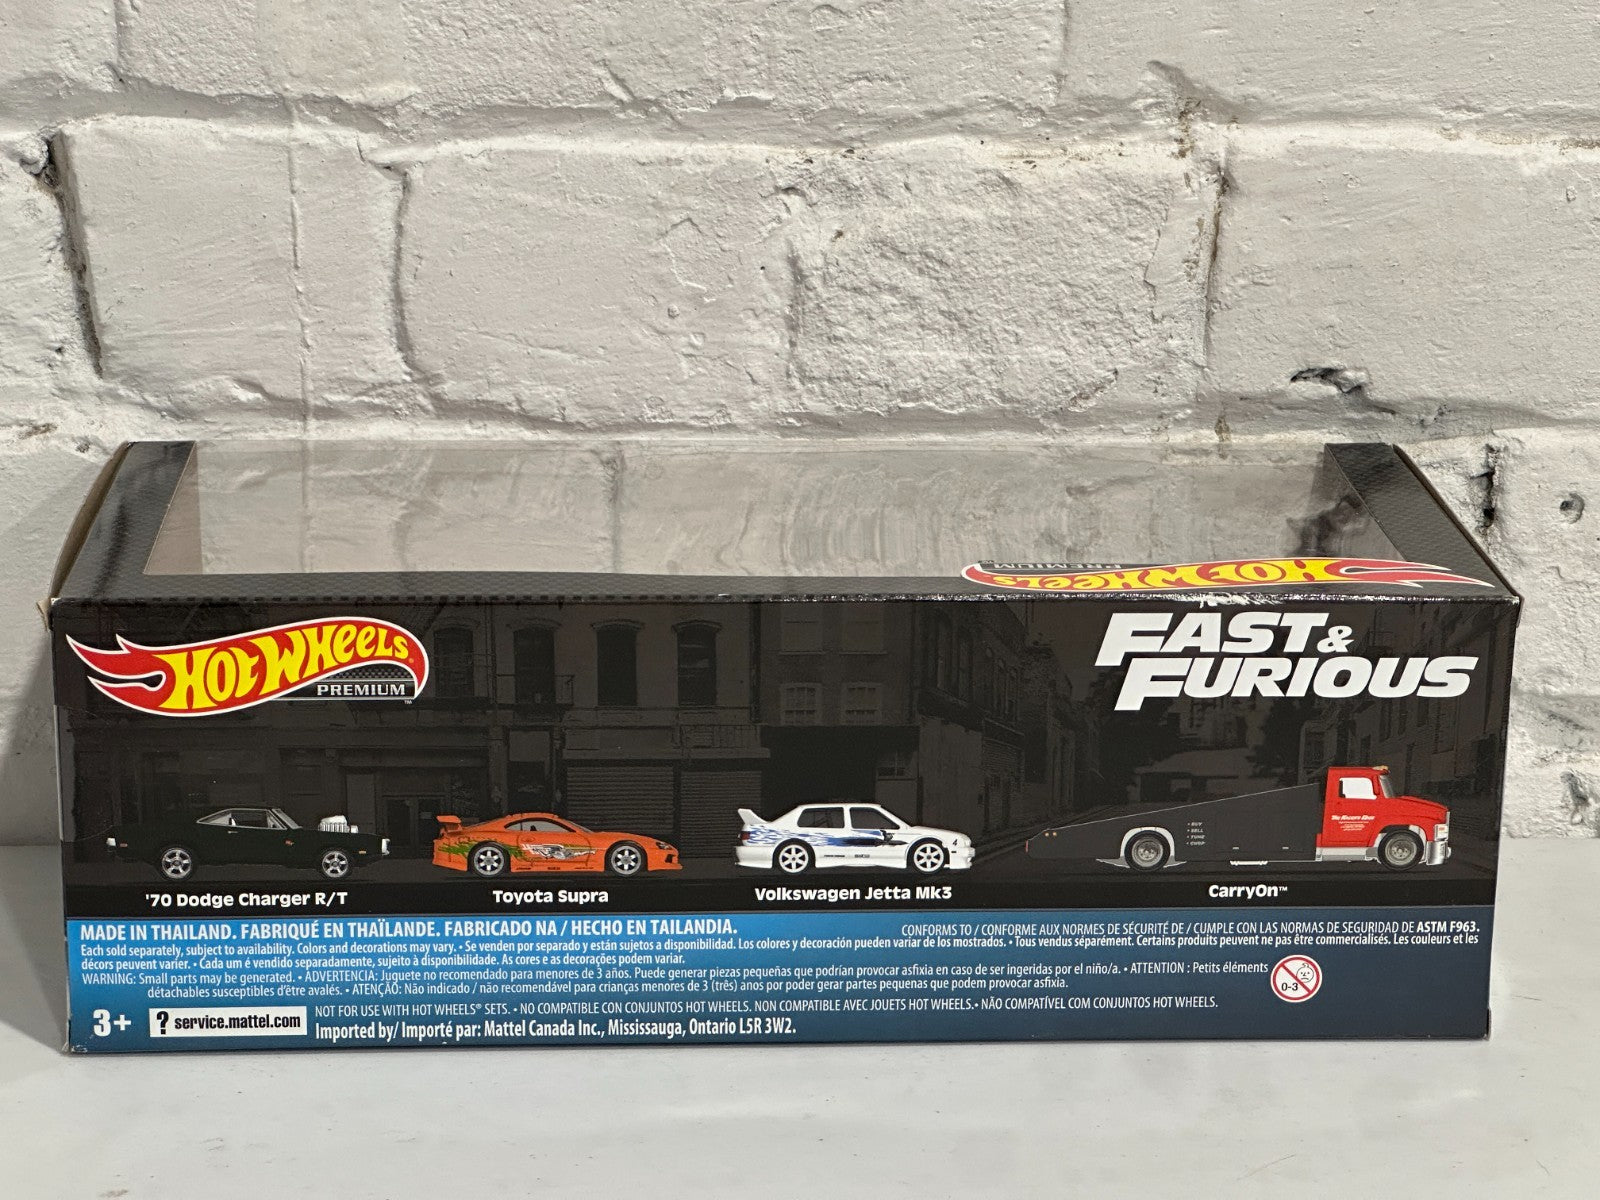 HOT WHEELS
PREMIUM
HOT WHEELS
PREMIUM
™
FAST &
FURIOUS
• BUY
• SELL
• TUNE
'70 Dodge Charger R/T
Toyota Supra
Volkswagen Jetta Mk3
CarryOn™
MADE IN THAILAND. FABRIQUÉ EN THAÏLANDE. FABRICADO NA / HECHO EN TAILANDIA.
CONFORMS TO / CONFORME AUX NORMES DE SÉCURITÉ DE / CUMPLE CON LAS NORMAS DE SEGURIDAD DE ASTM F963.
Each sold separately, subject to availability. Colors and decorations may vary. • Se venden por separado y están sujetos a disponibilidad. Los colores y decoración pueden variar de los mostrados. • Tous vendus séparément. Certains produits peuvent ne pas être commercialisés. Les couleurs et les
décors peuvent varier. • Cada um é vendido separadamente, sujeito à disponibilidade. As cores e as decorações podem variar.
WARNING: Small parts may be generated. • ADVERTENCIA: Juguete no recomendado para menores de 3 años. Puede generar piezas pequeñas que podrían provocar asfixia en caso de ser ingeridas por el niño/a. • ATTENTION : Petits éléments
détachables susceptibles d'être avalés. • ATENÇÃO: Não indicado / não recomendado para crianças menores de 3 (três) anos por poder gerar partes pequenas que podem provocar asfixia.
0-3
NOT FOR USE WITH HOT WHEELS® SETS. • NO COMPATIBLE CON CONJUNTOS HOT WHEELS. NON COMPATIBLE AVEC JOUETS HOT WHEELS. • NÃO COMPATÍVEL COM CONJUNTOS HOT WHEELS.
3+
? service.mattel.com
Imported by/ Importé par: Mattel Canada Inc., Mississauga, Ontario L5R 3W2.